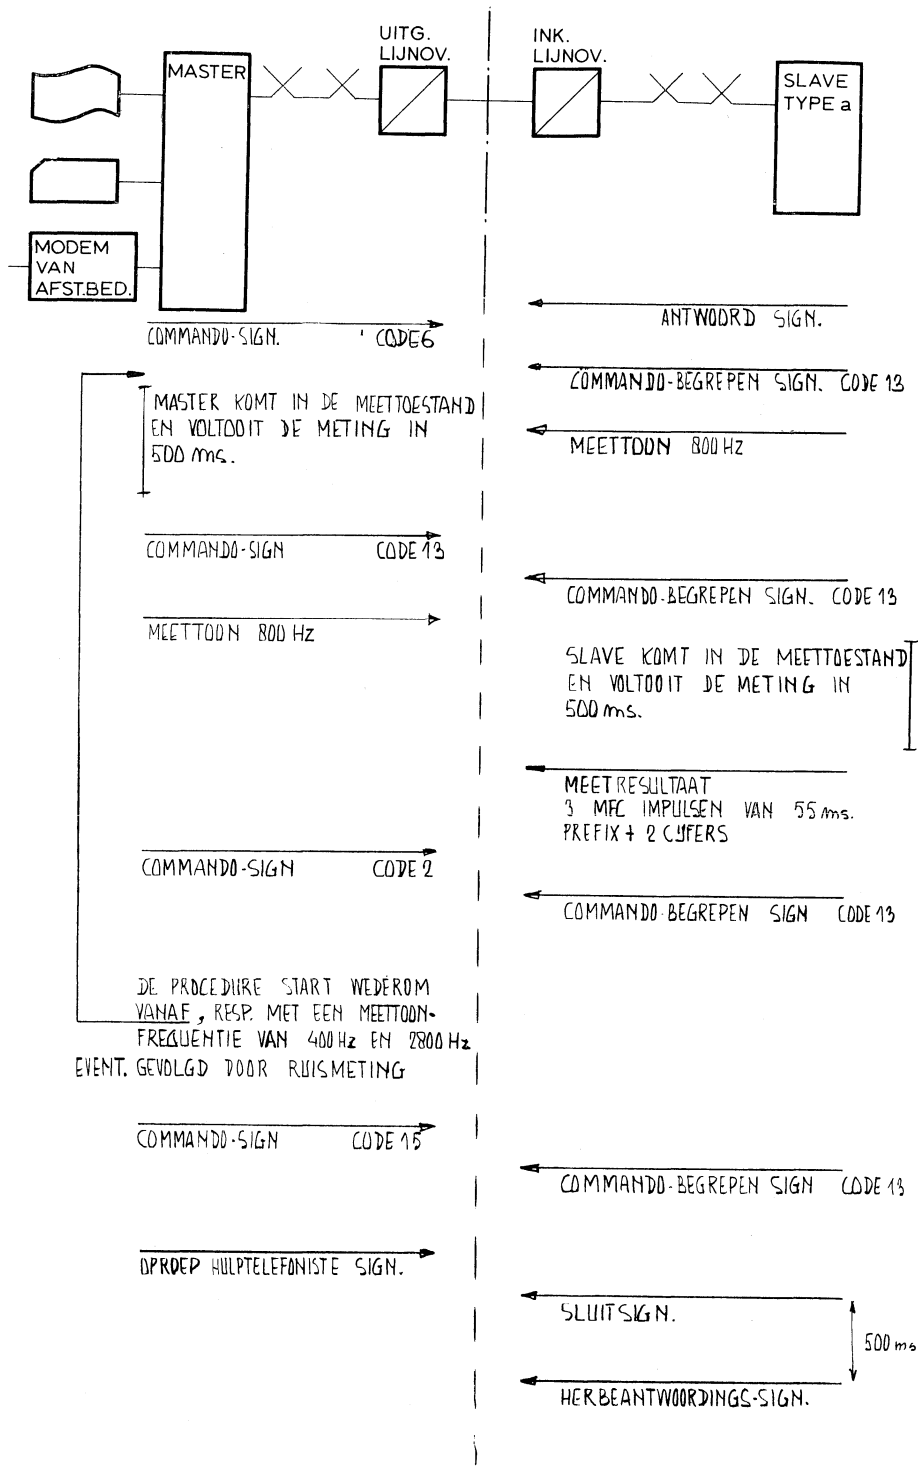 UITG.
LIJNOV.
INK.
LIJNOV.
MASTER
SLAVE
TYPE a
MODEM
VAN
AFST.BED.
ANTWOORD SIGN.
COMMANDO-SIGN. CODE 6
COMMANDO-BEGREPEN SIGN. CODE 13
MASTER KOMT IN DE MEETTOESTAND
EN VOLTOOIT DE METING IN
500 ms.
MEETTOON 800 Hz
COMMANDO-SIGN CODE 13
COMMANDO-BEGREPEN SIGN. CODE 13
MEETTOON 800 Hz
SLAVE KOMT IN DE MEETTOESTAND
EN VOLTOOIT DE METING IN
500 ms.
MEETRESULTAAT
3 MFC IMPULSEN VAN 55 ms.
PREFIX + 2 CIJFERS
COMMANDO-SIGN CODE 2
COMMANDO-BEGREPEN SIGN CODE 13
DE PROCEDURE START WEDEROM
VANAF, RESP. MET EEN MEETTOON-
FREQUENTIE VAN 400 Hz EN 2800 Hz
EVENT. GEVOLGD DOOR RUISMETING
COMMANDO-SIGN CODE 15
COMMANDO-BEGREPEN SIGN CODE 13
OPROEP HULPTELEFONISTE SIGN.
SLUITSIGN.
500 ms
HERBEANTWOORDINGS-SIGN.